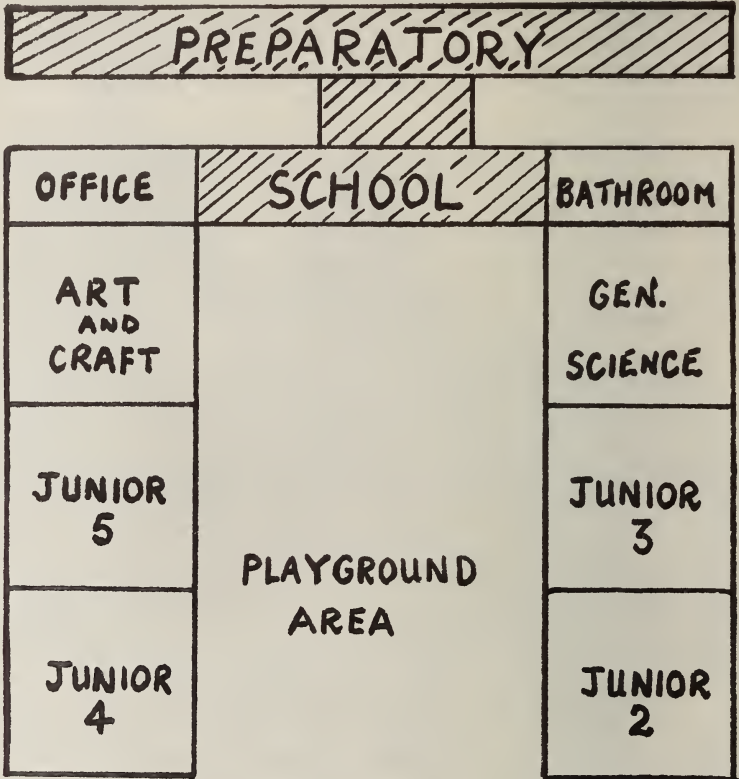 PREPARATORY
OFFICE
SCHOOL
BATHROOM
ART
AND
CRAFT
GEN.
SCIENCE
JUNIOR
5
JUNIOR
3
PLAYGROUND
AREA
JUNIOR
4
JUNIOR
2